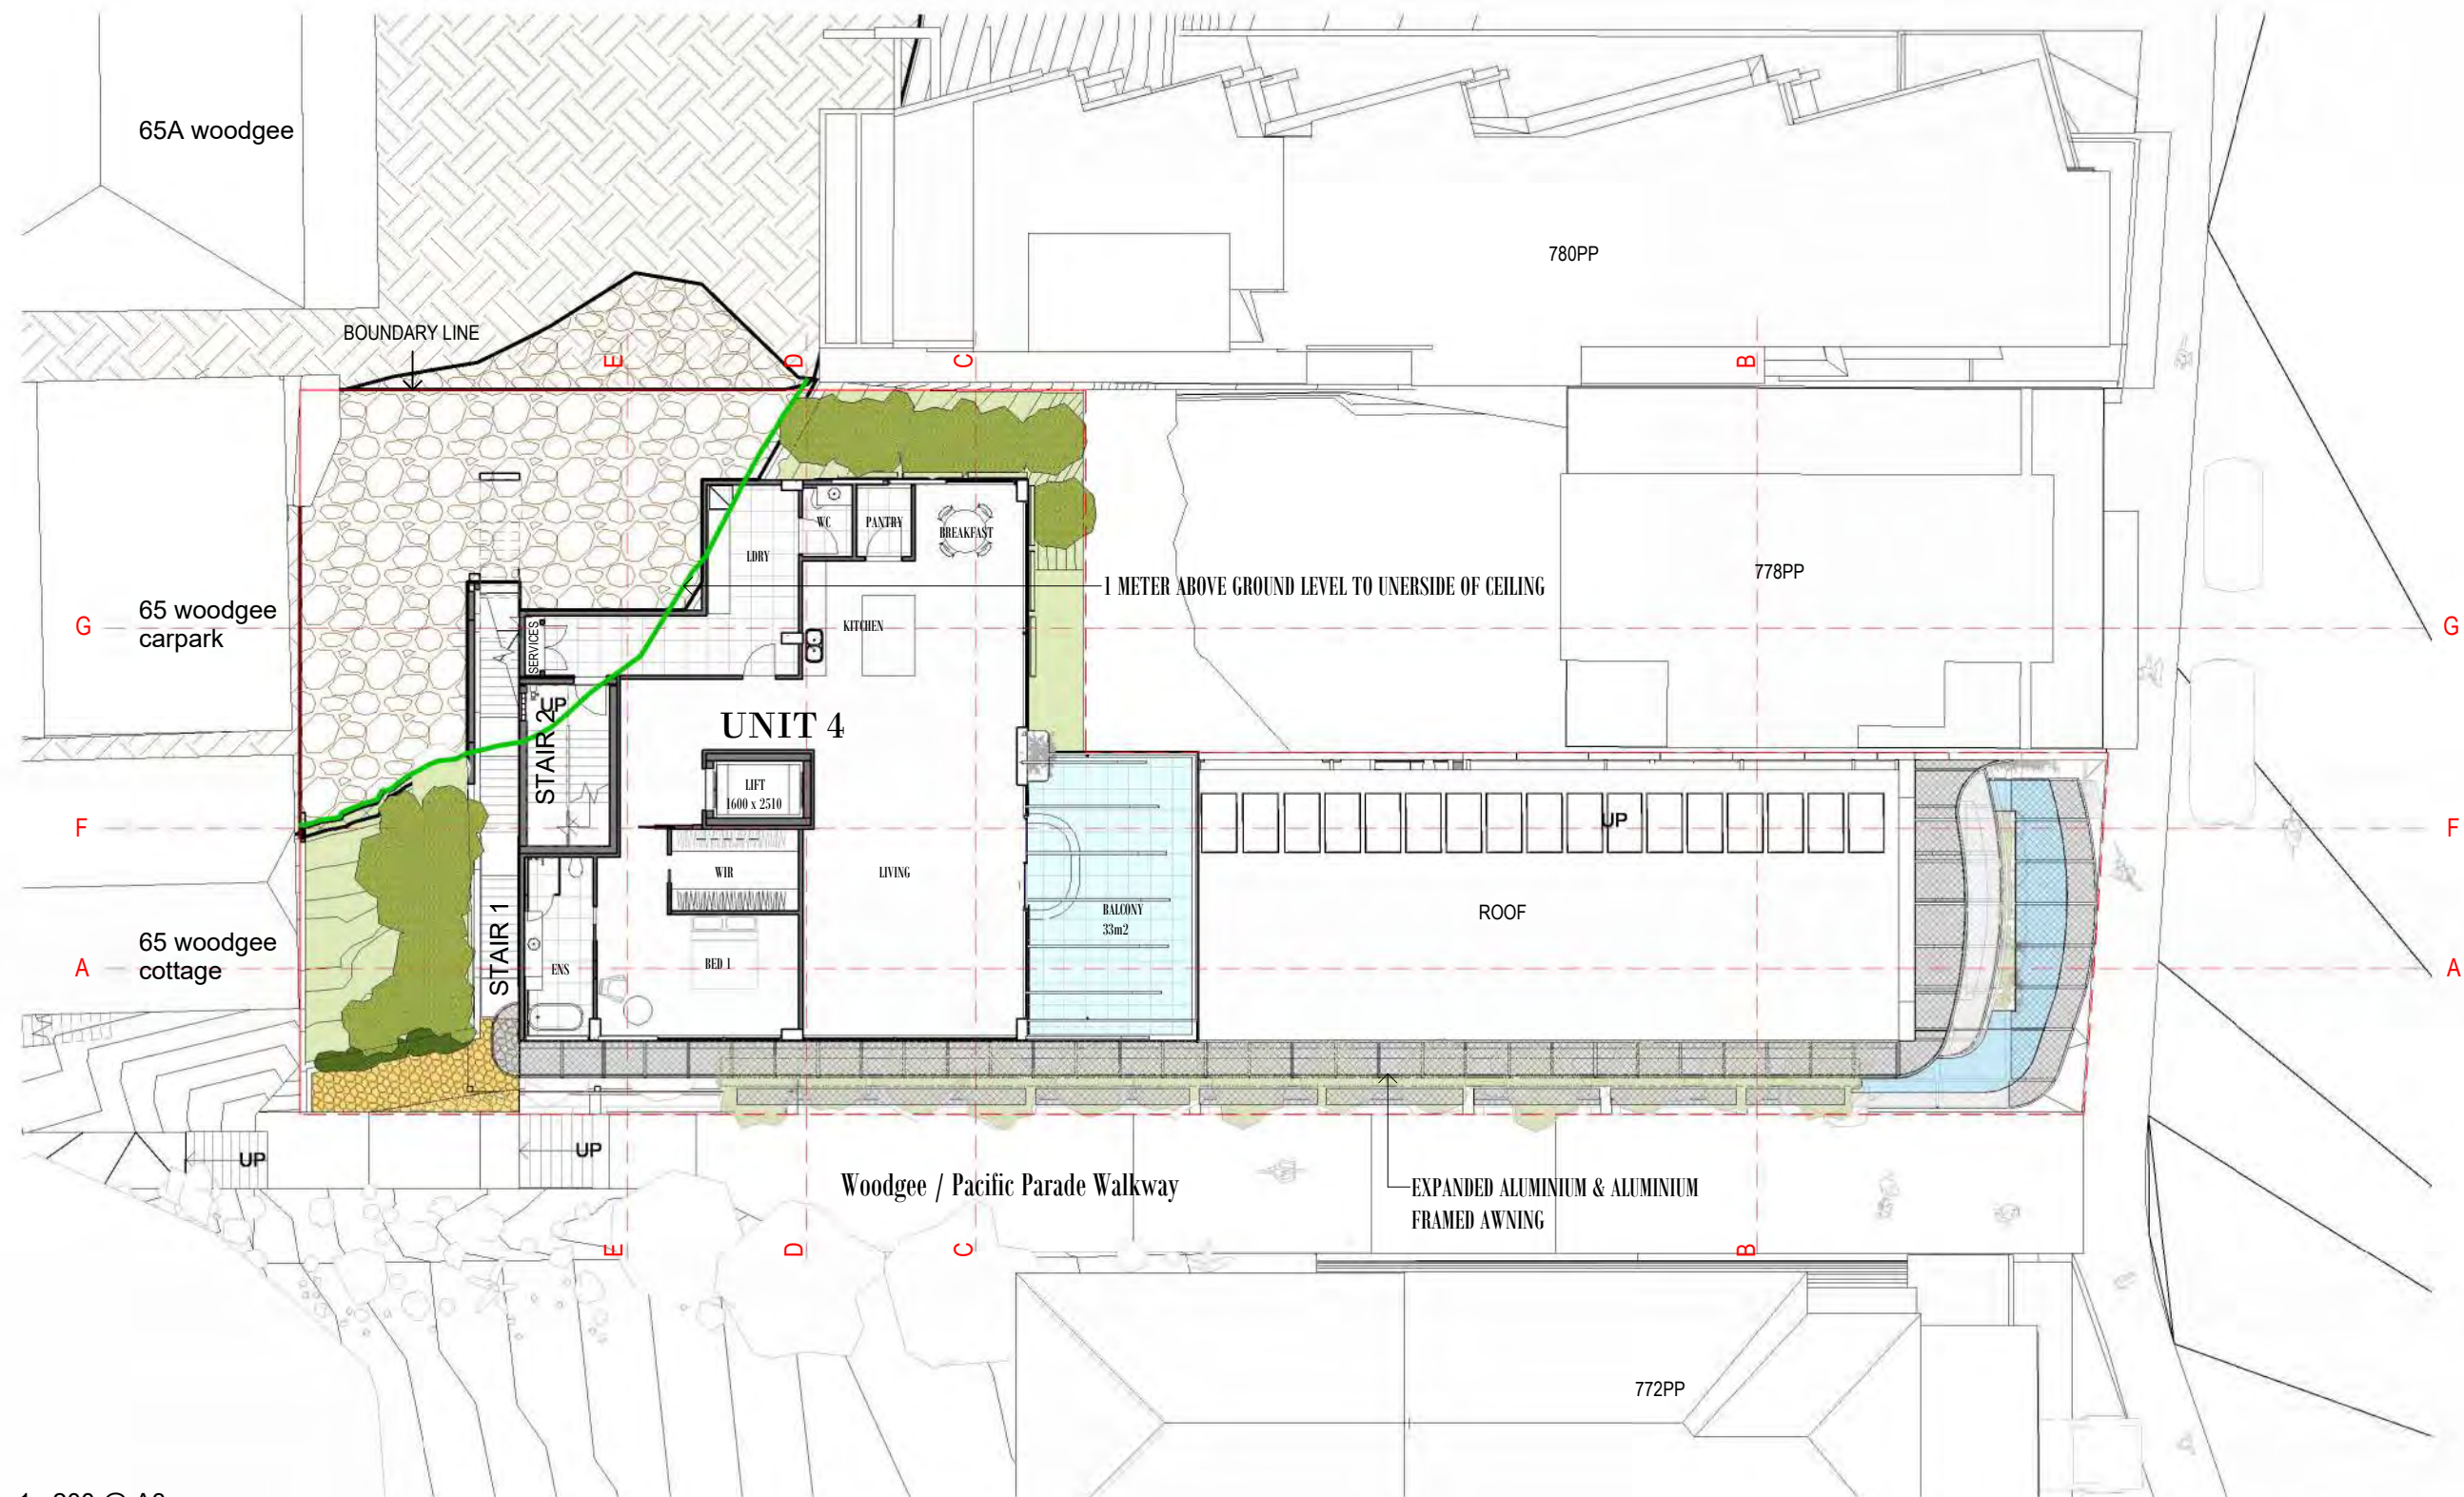 65A woodgee
780PP
BOUNDARY LINE
E
D
C
B
WC
PANTRY
BREAKFAST
LDRY
1 METER ABOVE GROUND LEVEL TO UNERSIDE OF CEILING
778PP
G
65 woodgee
carpark
SERVICES
KITCHEN
G
UP
STAIR 2
UNIT 4
LIFT
1600 x 2510
F
UP
F
WIR
LIVING
BALCONY
33m2
ROOF
STAIR 1
65 woodgee
cottage
A
ENS
BED 1
A
UP
UP
Woodgee / Pacific Parade Walkway
EXPANDED ALUMINIUM & ALUMINIUM
FRAMED AWNING
E
D
C
B
772PP